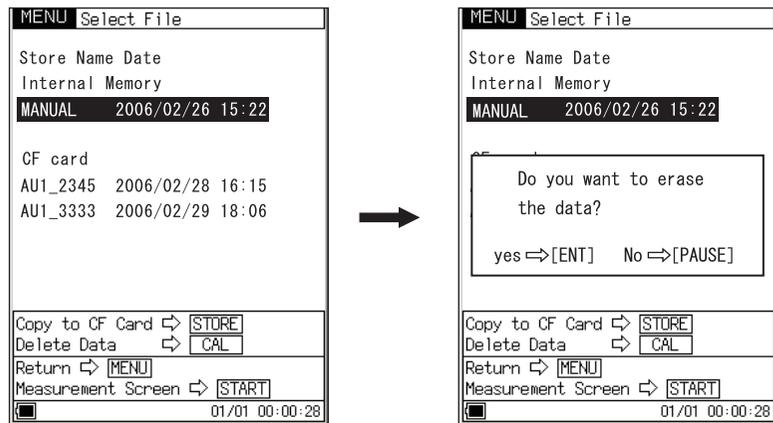 MENU Select File
Store Name Date
Internal Memory
MANUAL 2006/02/26 15:22
CF card
AU1_2345 2006/02/28 16:15
AU1_3333 2006/02/29 18:06
Copy to CF Card ⇨ STORE
Delete Data ⇨ CAL
Return ⇨ MENU
Measurement Screen ⇨ START
01/01 00:00:28
MENU Select File
Store Name Date
Internal Memory
MANUAL 2006/02/26 15:22
Do you want to erase
the data?
yes ⇨ [ENT] No ⇨ [PAUSE]
Copy to CF Card ⇨ STORE
Delete Data ⇨ CAL
Return ⇨ MENU
Measurement Screen ⇨ START
01/01 00:00:28